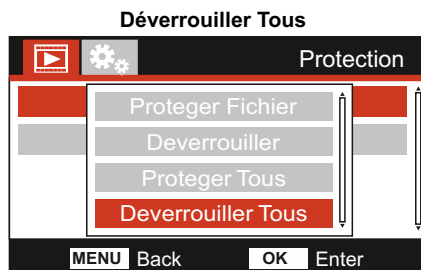 Déverrouiller Tous
Protection
Proteger Fichier
Deverrouiller
Proteger Tous
Deverrouiller Tous
MENU Back OK Enter